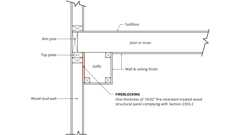 Subfloor
Rim joist
Joist or truss
Top plate
Soffit
Wall & ceiling finish
Wood stud wall
FIREBLOCKING
One thickness of 15/32" fire-retardant-treated wood
structural panel complying with Section 2303.2